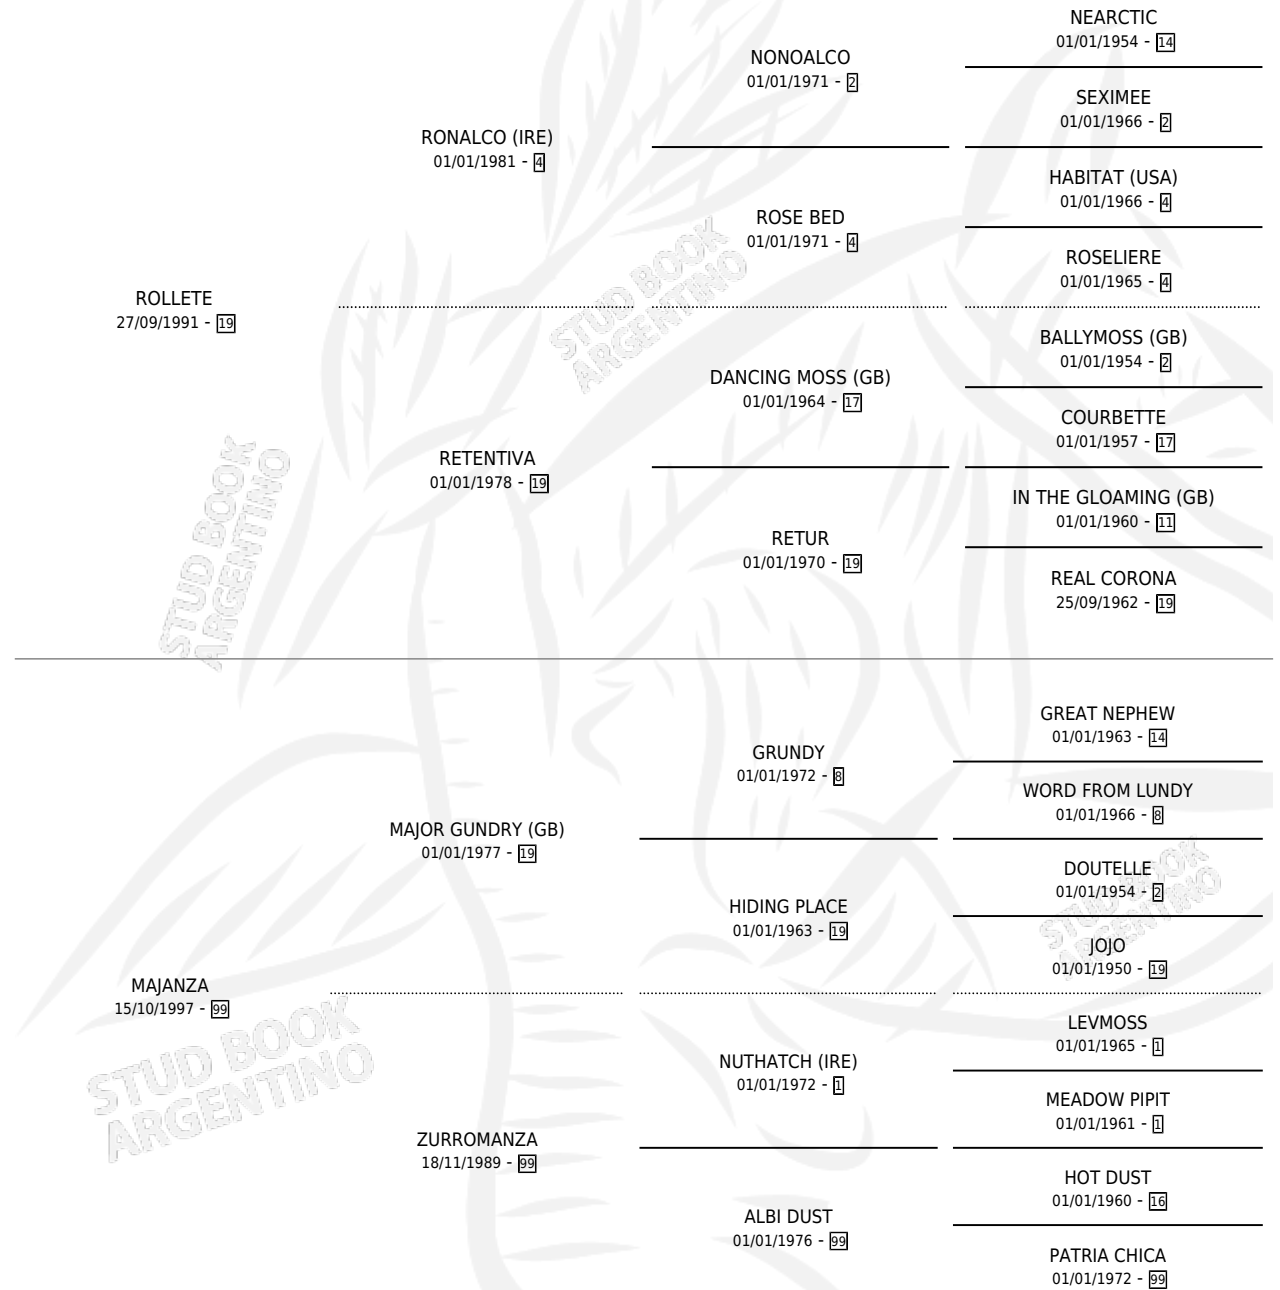 NEARCTIC
01/01/1954 - 14
NONOALCO
01/01/1971 - 2
SEXIMEE
01/01/1966 - 2
RONALCO (IRE)
01/01/1981 - 4
HABITAT (USA)
01/01/1966 - 4
ROSE BED
01/01/1971 - 4
ROSELIERE
01/01/1965 - 4
ROLLETE
27/09/1991 - 19
BALLYMOSS (GB)
01/01/1954 - 2
DANCING MOSS (GB)
01/01/1964 - 17
COURBETTE
01/01/1957 - 17
RETENTIVA
01/01/1978 - 19
IN THE GLOAMING (GB)
01/01/1960 - 11
RETUR
01/01/1970 - 19
REAL CORONA
25/09/1962 - 19
STUD BOOK
ARGENTINO
STUD BOOK
ARGENTINO
GREAT NEPHEW
01/01/1963 - 14
GRUNDY
01/01/1972 - 8
WORD FROM LUNDY
01/01/1966 - 8
MAJOR GUNDRY (GB)
01/01/1977 - 19
DOUTELLE
01/01/1954 - 2
HIDING PLACE
01/01/1963 - 19
JOJO
01/01/1950 - 19
MAJANZA
15/10/1997 - 99
LEVMOSS
01/01/1965 - 1
NUTHATCH (IRE)
01/01/1972 - 1
MEADOW PIPIT
01/01/1961 - 1
ZURROMANZA
18/11/1989 - 99
HOT DUST
01/01/1960 - 16
ALBI DUST
01/01/1976 - 99
PATRIA CHICA
01/01/1972 - 99
STUD BOOK
ARGENTINO
STUD BOOK
ARGENTINO